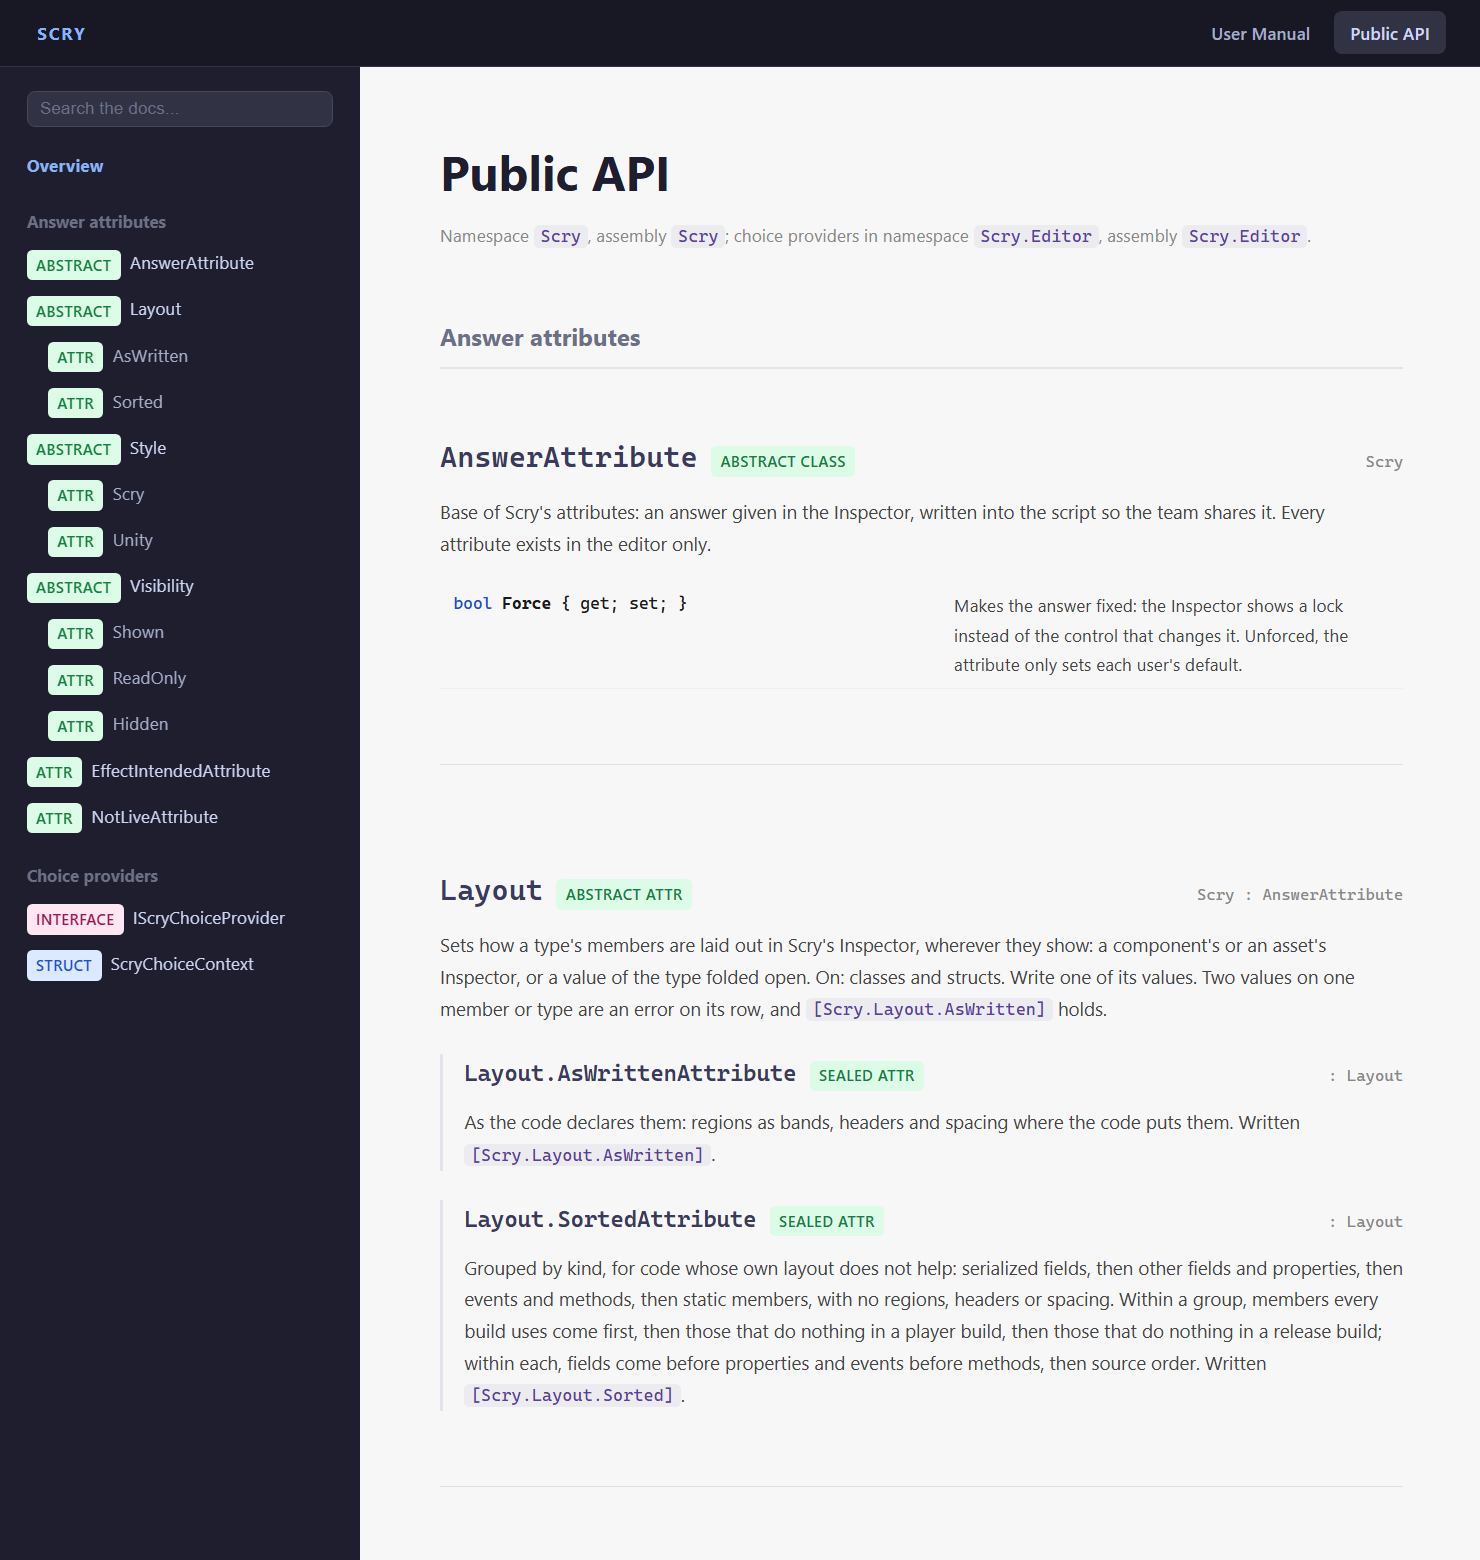 SCRY
User Manual
Public API
Search the docs...
Overview
Answer attributes
ABSTRACT AnswerAttribute
ABSTRACT Layout
ATTR AsWritten
ATTR Sorted
ABSTRACT Style
ATTR Scry
ATTR Unity
ABSTRACT Visibility
ATTR Shown
ATTR ReadOnly
ATTR Hidden
ATTR EffectIntendedAttribute
ATTR NotLiveAttribute
Choice providers
INTERFACE IScryChoiceProvider
STRUCT ScryChoiceContext
Public API
Namespace Scry, assembly Scry; choice providers in namespace Scry.Editor, assembly Scry.Editor.
Answer attributes
AnswerAttribute ABSTRACT CLASS Scry
Base of Scry's attributes: an answer given in the Inspector, written into the script so the team shares it. Every
attribute exists in the editor only.
bool Force { get; set; }
Makes the answer fixed: the Inspector shows a lock
instead of the control that changes it. Unforced, the
attribute only sets each user's default.
Layout ABSTRACT ATTR Scry : AnswerAttribute
Sets how a type's members are laid out in Scry's Inspector, wherever they show: a component's or an asset's
Inspector, or a value of the type folded open. On: classes and structs. Write one of its values. Two values on one
member or type are an error on its row, and [Scry.Layout.AsWritten] holds.
Layout.AsWrittenAttribute SEALED ATTR : Layout
As the code declares them: regions as bands, headers and spacing where the code puts them. Written
[Scry.Layout.AsWritten].
Layout.SortedAttribute SEALED ATTR : Layout
Grouped by kind, for code whose own layout does not help: serialized fields, then other fields and properties, then
events and methods, then static members, with no regions, headers or spacing. Within a group, members every
build uses come first, then those that do nothing in a player build, then those that do nothing in a release build;
within each, fields come before properties and events before methods, then source order. Written
[Scry.Layout.Sorted].